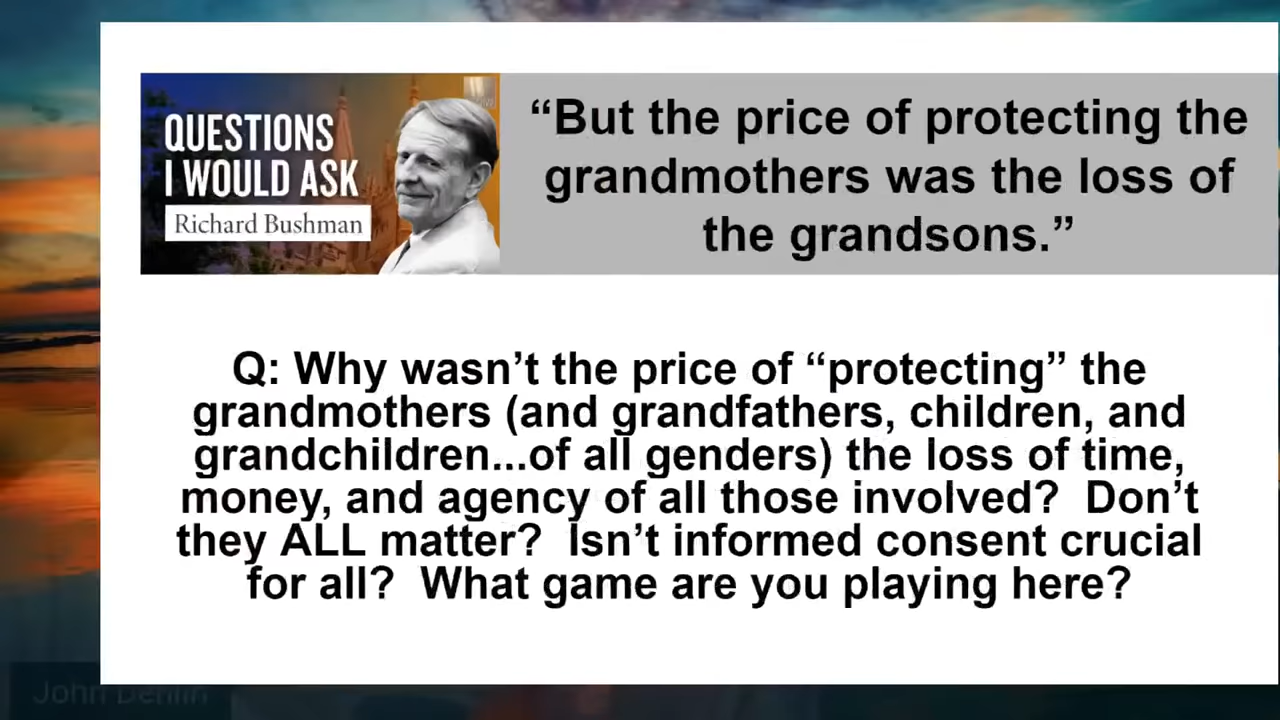 QUESTIONS
I WOULD ASK
Richard Bushman
“But the price of protecting the
grandmothers was the loss of
the grandsons.”
Q: Why wasn’t the price of “protecting” the
grandmothers (and grandfathers, children, and
grandchildren...of all genders) the loss of time,
money, and agency of all those involved?  Don’t
they ALL matter?  Isn’t informed consent crucial
for all?  What game are you playing here?
John Dehlin